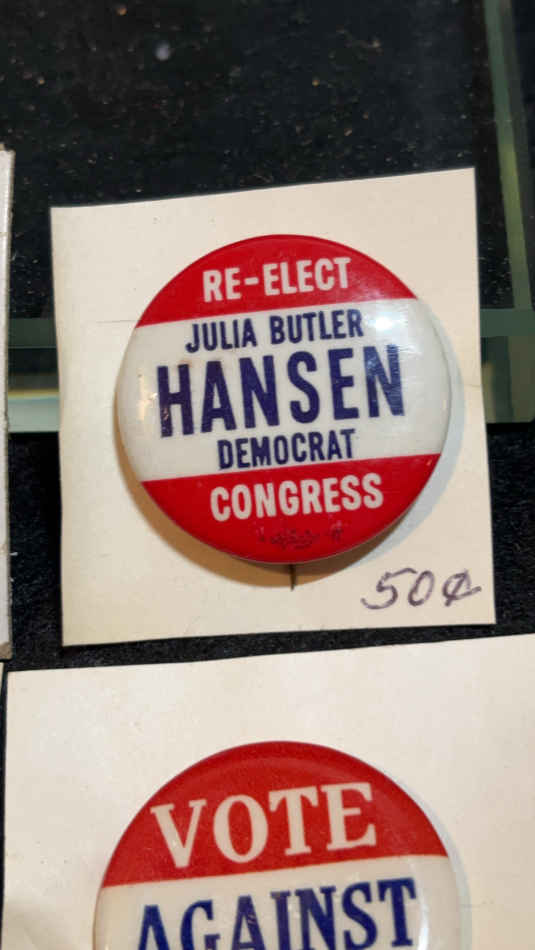 RE-ELECT
JULIA BUTLER
HANSEN
DEMOCRAT
CONGRESS
50¢
VOTE
AGAINST